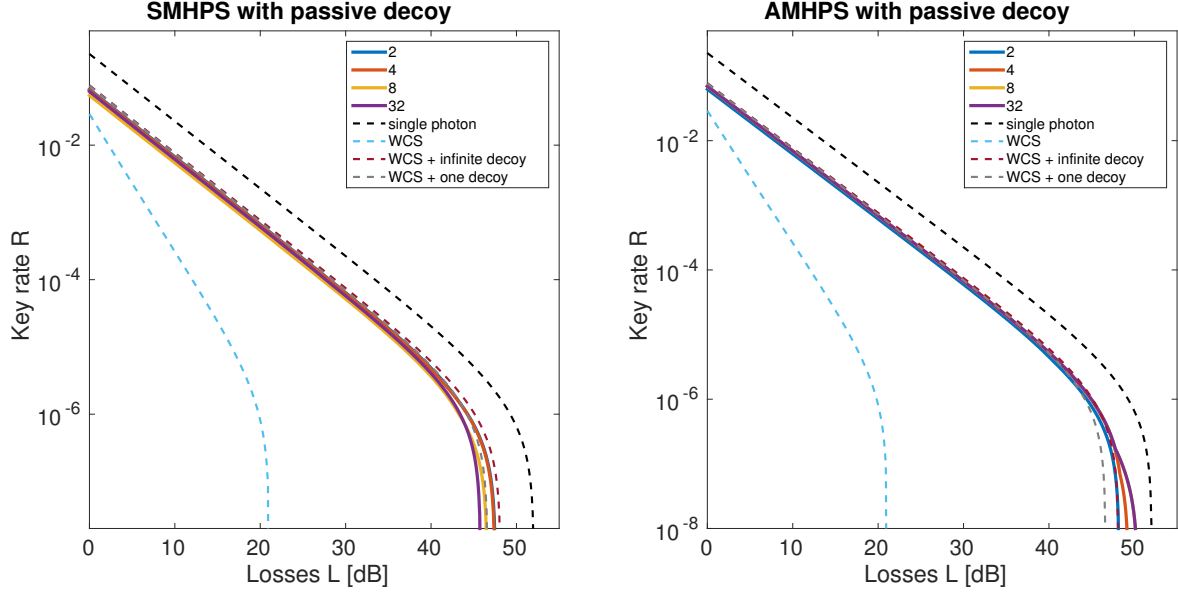 SMHPS with passive decoy
2
4
8
32
single photon
WCS
WCS + infinite decoy
WCS + one decoy
10^-2
10^-4
10^-6
Key rate R
0 10 20 30 40 50
Losses L [dB]
AMHPS with passive decoy
2
4
8
32
single photon
WCS
WCS + infinite decoy
WCS + one decoy
10^-2
10^-4
10^-6
10^-8
Key rate R
0 10 20 30 40 50
Losses L [dB]